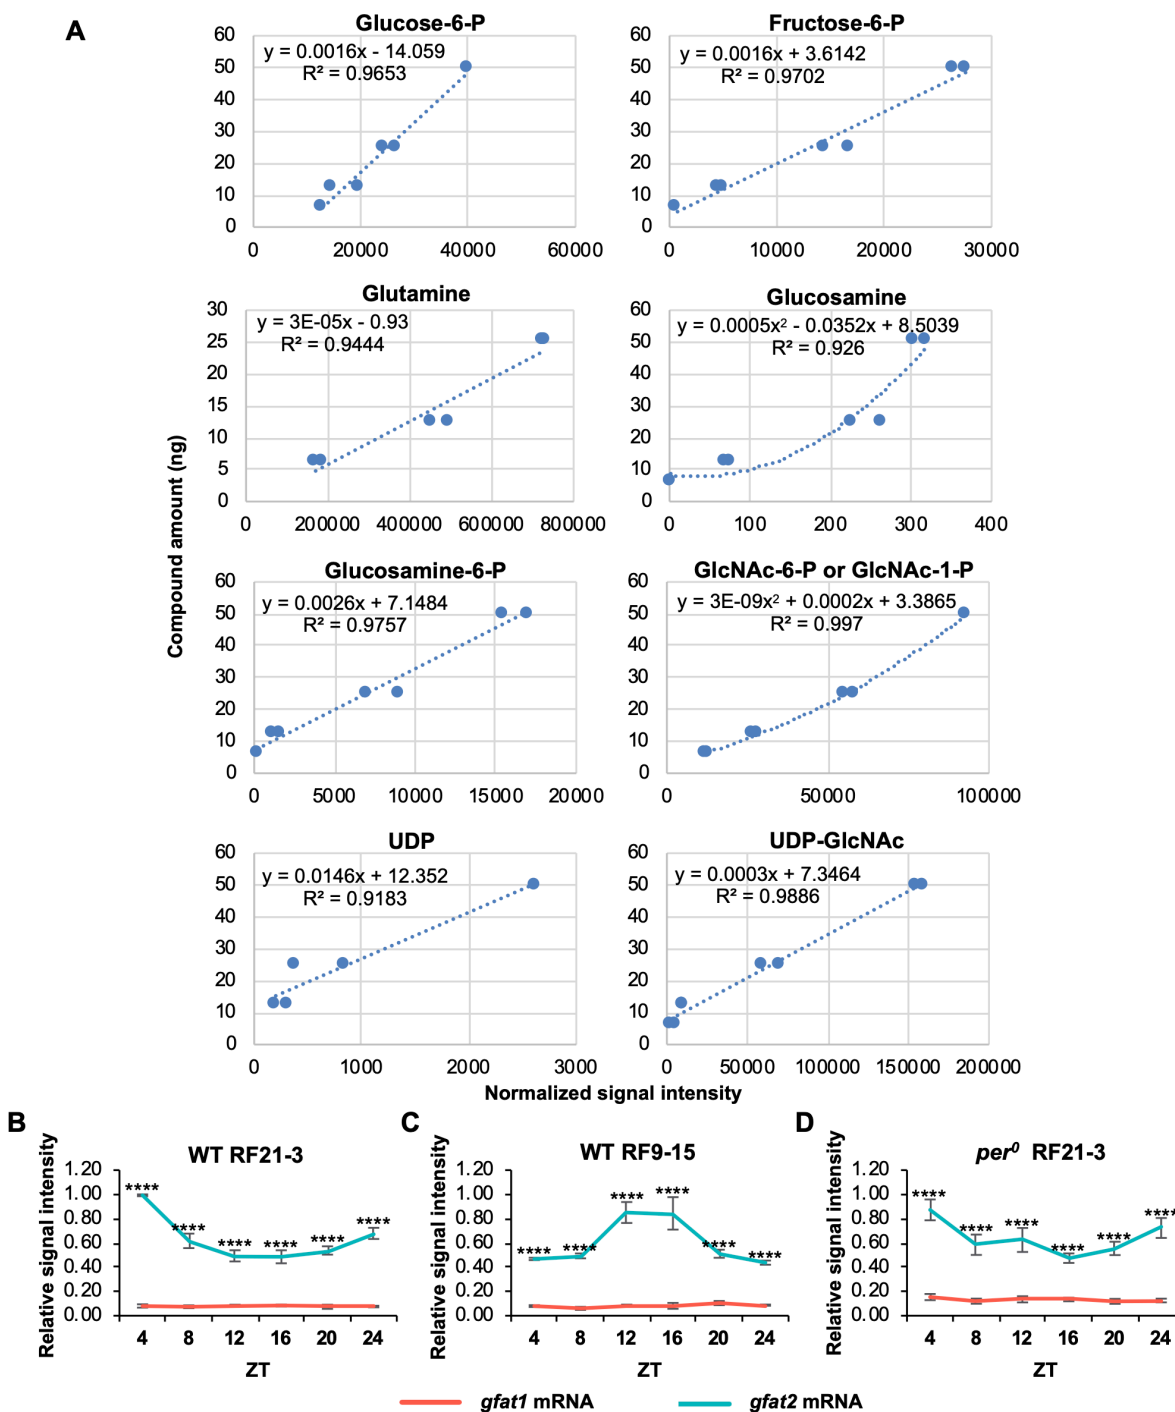 A
Glucose-6-P
y = 0.0016x - 14.059
R² = 0.9653
60
50
40
30
20
10
0
0 20000 40000 60000
Fructose-6-P
y = 0.0016x + 3.6142
R² = 0.9702
60
50
40
30
20
10
0
0 10000 20000 30000
Glutamine
y = 3E-05x - 0.93
R² = 0.9444
30
25
20
15
10
5
0
0 200000 400000 600000 800000
Glucosamine
y = 0.0005x² - 0.0352x + 8.5039
R² = 0.926
60
50
40
30
20
10
0
0 100 200 300 400
Compound amount (ng)
Glucosamine-6-P
y = 0.0026x + 7.1484
R² = 0.9757
60
50
40
30
20
10
0
0 5000 10000 15000 20000
GlcNAc-6-P or GlcNAc-1-P
y = 3E-09x² + 0.0002x + 3.3865
R² = 0.997
60
50
40
30
20
10
0
0 50000 100000
UDP
y = 0.0146x + 12.352
R² = 0.9183
60
50
40
30
20
10
0
0 1000 2000 3000
UDP-GlcNAc
y = 0.0003x + 7.3464
R² = 0.9886
60
50
40
30
20
10
0
0 50000 100000 150000 200000
Normalized signal intensity
B
WT RF21-3
Relative signal intensity
1.20
1.00
0.80
0.60
0.40
0.20
0.00
**** **** **** **** **** ****
4 8 12 16 20 24
ZT
C
WT RF9-15
Relative signal intensity
1.20
1.00
0.80
0.60
0.40
0.20
0.00
**** **** **** **** **** ****
4 8 12 16 20 24
ZT
D
per⁰ RF21-3
Relative signal intensity
1.20
1.00
0.80
0.60
0.40
0.20
0.00
**** **** **** **** **** ****
4 8 12 16 20 24
ZT
gfat1 mRNA gfat2 mRNA